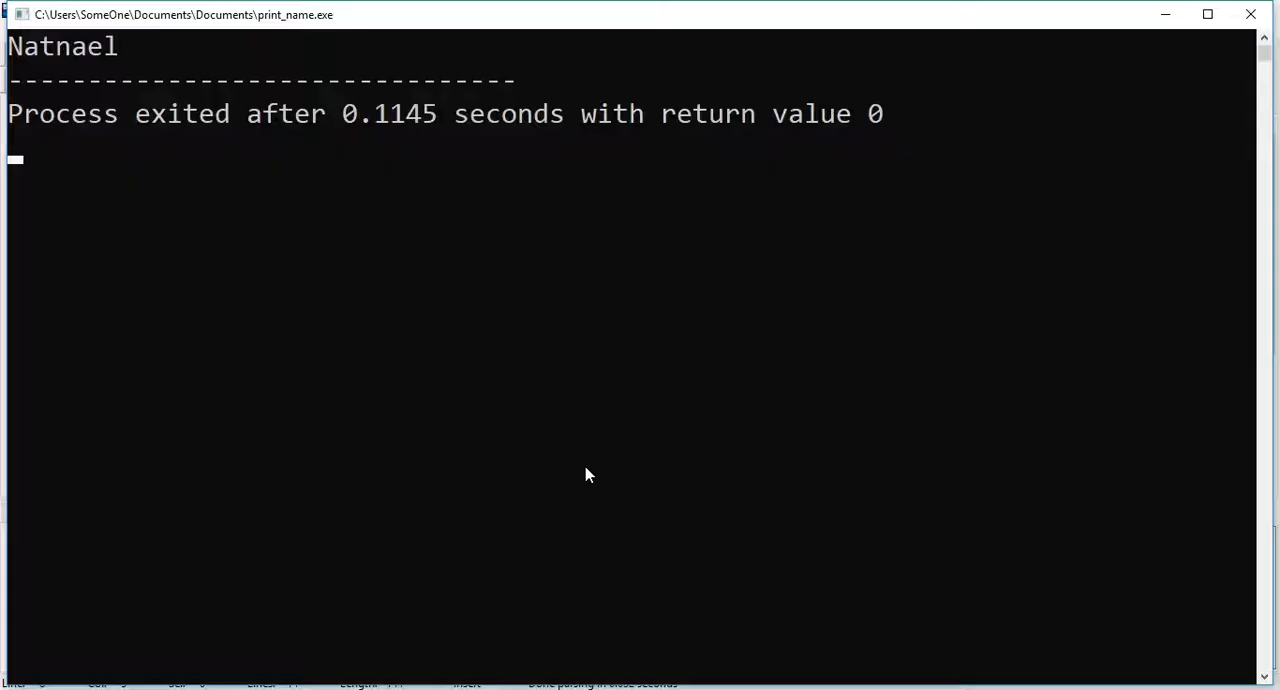 C:\Users\SomeOne\Documents\Documents\print_name.exe
Natnael
--------------------------------
Process exited after 0.1145 seconds with return value 0